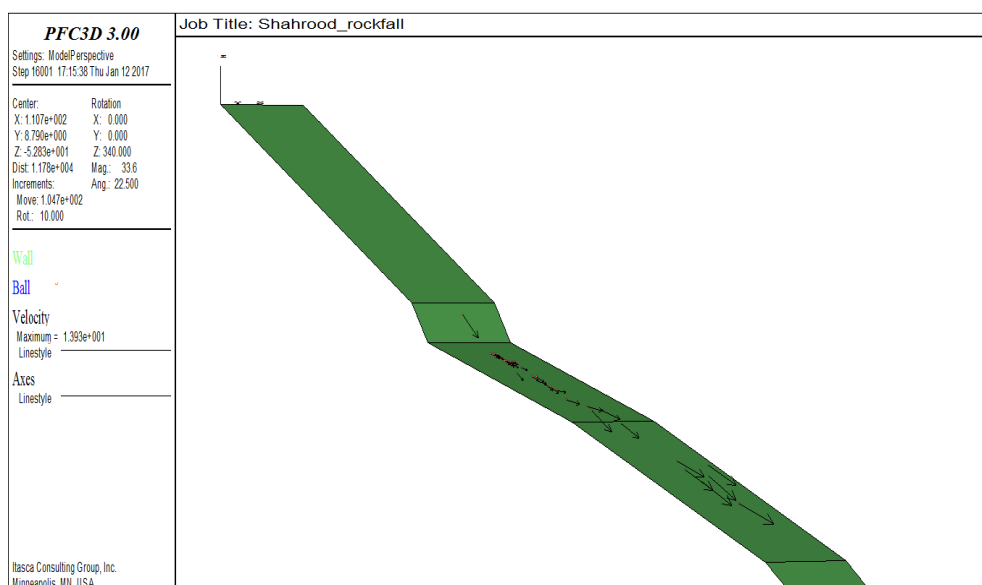 PFC3D 3.00
Settings: ModelPerspective
Step 16001 17:15:38 Thu Jan 12 2017
Center: Rotation
X: 1.107e+002 X: 0.000
Y: 8.790e+000 Y: 0.000
Z: -5.283e+001 Z: 340.000
Dist: 1.178e+004 Mag.: 33.6
Increments: Ang.: 22.500
Move: 1.047e+002
Rot.: 10.000
Wall
Ball
Velocity
Maximum = 1.393e+001
Linestyle
Axes
Linestyle
Itasca Consulting Group, Inc.
Minneapolis, MN USA
Job Title: Shahrood_rockfall